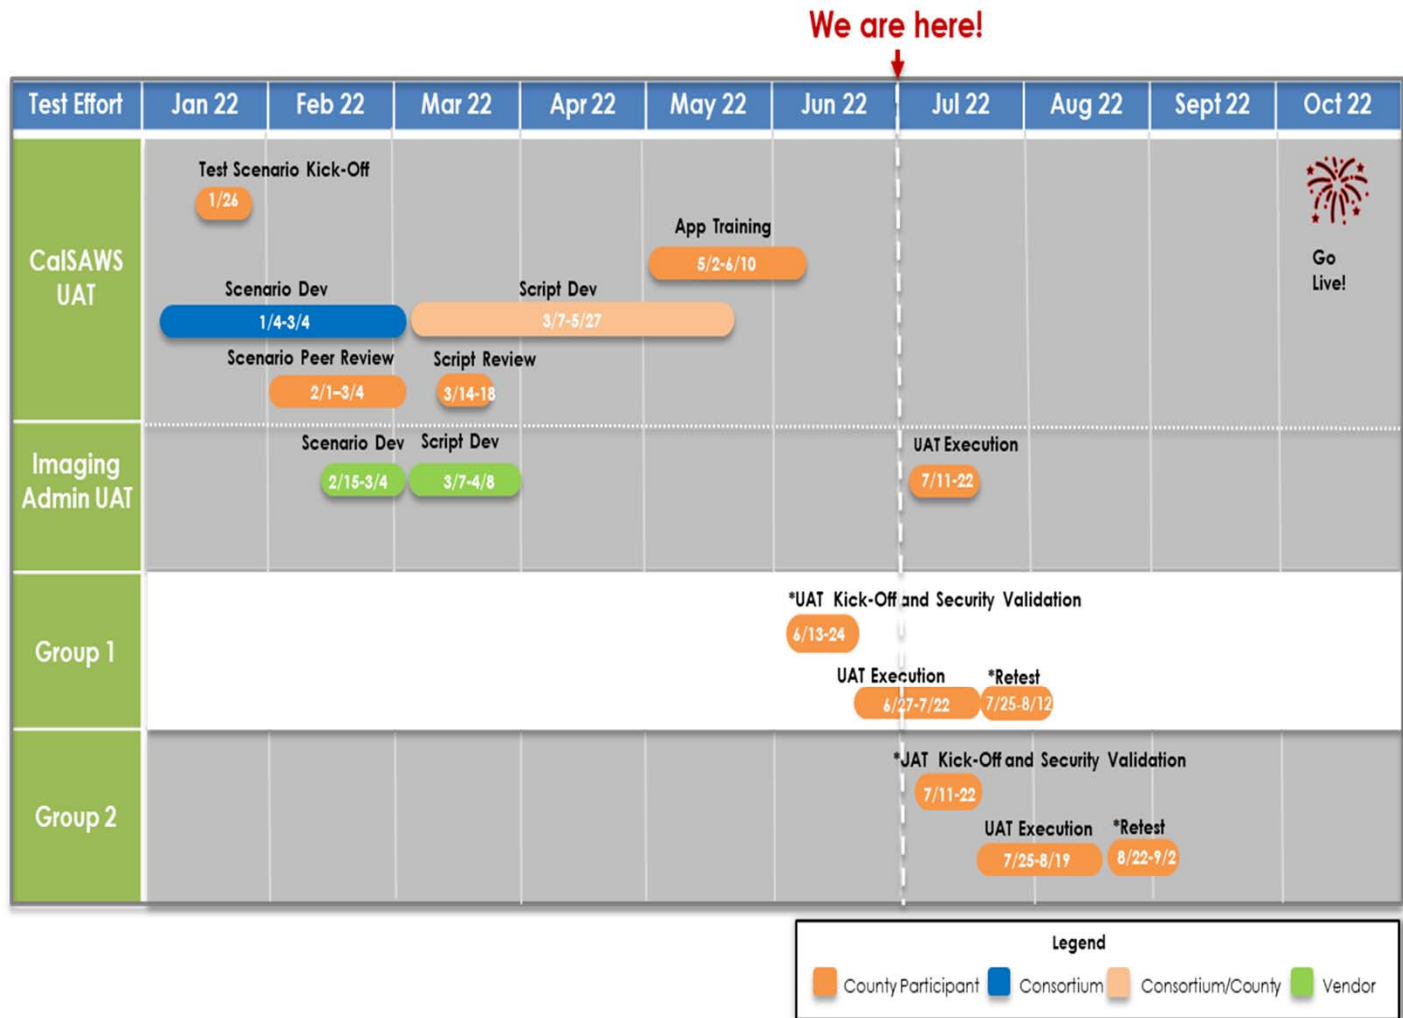 We are here!
Test Effort Jan 22 Feb 22 Mar 22 Apr 22 May 22 Jun 22 Jul 22 Aug 22 Sept 22 Oct 22
CalSAWS
UAT
Test Scenario Kick-Off
1/26
App Training
5/2-6/10
Scenario Dev
1/4-3/4
Script Dev
3/7-5/27
Scenario Peer Review
2/1–3/4
Script Review
3/14-18
Go
Live!
Imaging
Admin UAT
Scenario Dev
2/15-3/4
Script Dev
3/7-4/8
UAT Execution
7/11-22
Group 1
*UAT Kick-Off and Security Validation
6/13-24
UAT Execution
6/27-7/22
*Retest
7/25-8/12
Group 2
*UAT Kick-Off and Security Validation
7/11-22
UAT Execution
7/25-8/19
*Retest
8/22-9/2
Legend
County Participant Consortium Consortium/County Vendor